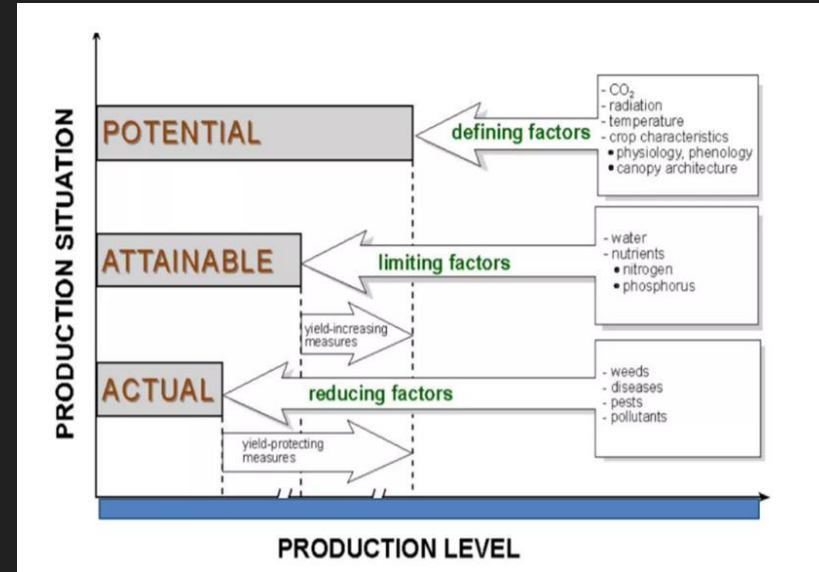 PRODUCTION SITUATION
POTENTIAL
defining factors
- CO₂
- radiation
- temperature
- crop characteristics
• physiology, phenology
• canopy architecture
ATTAINABLE
limiting factors
- water
- nutrients
• nitrogen
• phosphorus
yield-increasing
measures
ACTUAL
reducing factors
- weeds
- diseases
- pests
- pollutants
yield-protecting
measures
PRODUCTION LEVEL